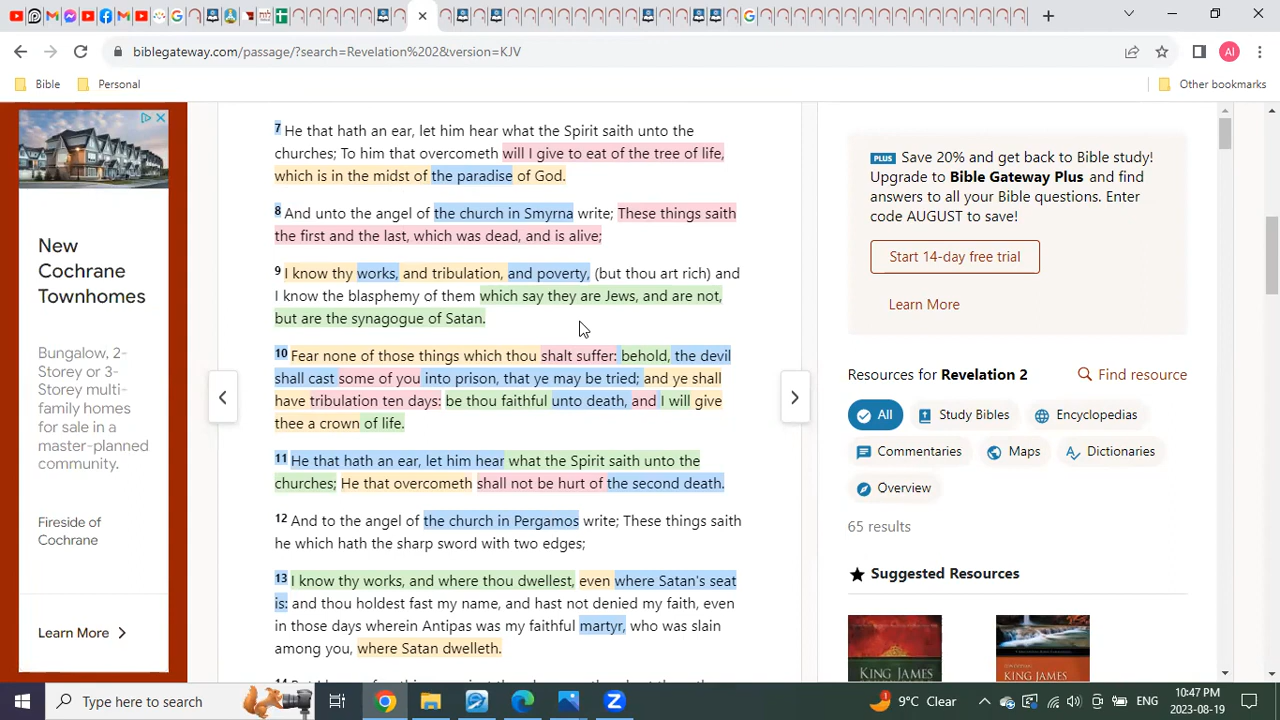 biblegateway.com/passage/?search=Revelation%202&version=KJV
AI
Bible
Personal
Other bookmarks
New
Cochrane
Townhomes
Bungalow, 2-
Storey or 3-
Storey multi-
family homes
for sale in a
master-planned
community.
Fireside of
Cochrane
Learn More
7 He that hath an ear, let him hear what the Spirit saith unto the
churches; To him that overcometh will I give to eat of the tree of life,
which is in the midst of the paradise of God.
8 And unto the angel of the church in Smyrna write; These things saith
the first and the last, which was dead, and is alive;
9 I know thy works, and tribulation, and poverty, (but thou art rich) and
I know the blasphemy of them which say they are Jews, and are not,
but are the synagogue of Satan.
10 Fear none of those things which thou shalt suffer: behold, the devil
shall cast some of you into prison, that ye may be tried; and ye shall
have tribulation ten days: be thou faithful unto death, and I will give
thee a crown of life.
11 He that hath an ear, let him hear what the Spirit saith unto the
churches; He that overcometh shall not be hurt of the second death.
12 And to the angel of the church in Pergamos write; These things saith
he which hath the sharp sword with two edges;
13 I know thy works, and where thou dwellest, even where Satan's seat
is: and thou holdest fast my name, and hast not denied my faith, even
in those days wherein Antipas was my faithful martyr, who was slain
among you, where Satan dwelleth.
PLUS Save 20% and get back to Bible study!
Upgrade to Bible Gateway Plus and find
answers to all your Bible questions. Enter
code AUGUST to save!
Start 14-day free trial
Learn More
Resources for Revelation 2 Find resource
All Study Bibles Encyclopedias
Commentaries Maps Dictionaries
Overview
65 results
Suggested Resources
KING JAMES
KING JAMES
Type here to search
1
9°C Clear
ENG
10:47 PM
2023-08-19